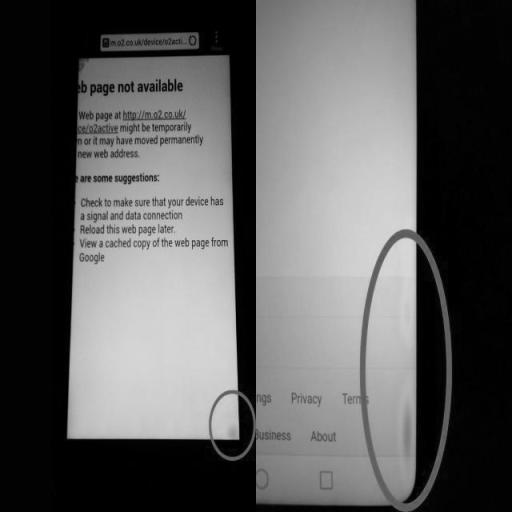 m.o2.co.uk/device/o2acti...
eb page not available
Web page at http://m.o2.co.uk/
ce/o2active might be temporarily
n or it may have moved permanently
new web address.
e are some suggestions:
Check to make sure that your device has
a signal and data connection
Reload this web page later.
View a cached copy of the web page from
Google
ngs Privacy Terms
Business About